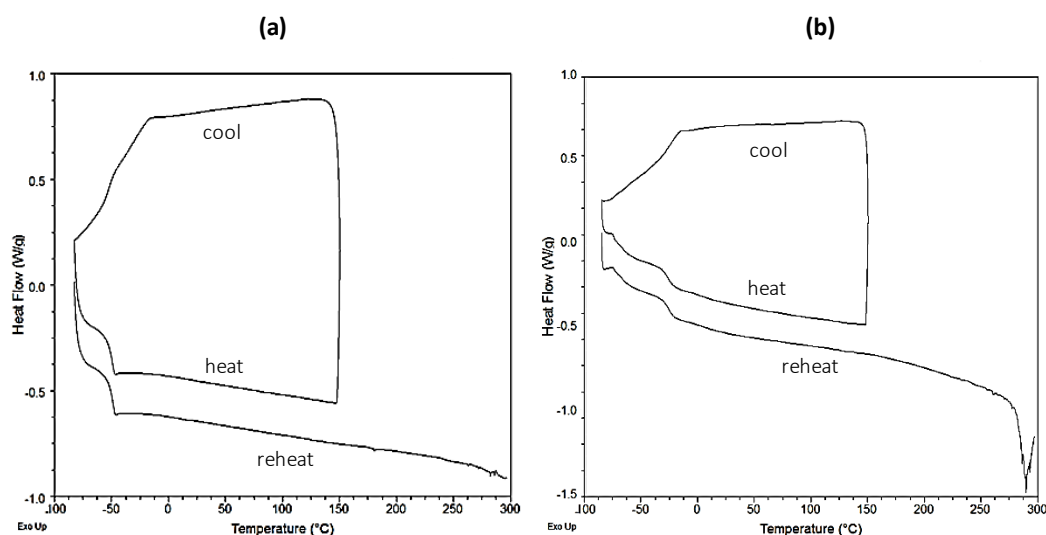 (a)
1.0
0.5
0.0
-0.5
-1.0
Heat Flow (W/g)
cool
heat
reheat
-100
-50
0
50
100
150
200
250
300
Exo Up
Temperature (°C)
(b)
1.0
0.5
0.0
-0.5
-1.0
-1.5
Heat Flow (W/g)
cool
heat
reheat
-100
-50
0
50
100
150
200
250
300
Exo Up
Temperature (°C)